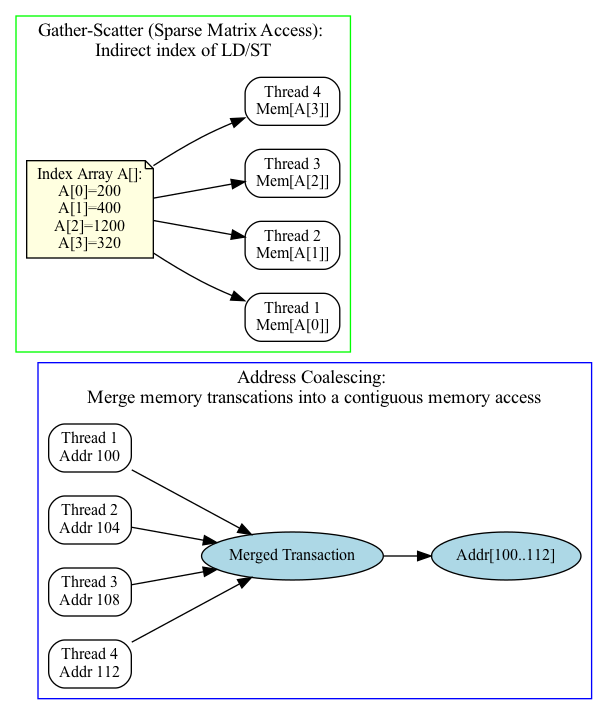 Gather-Scatter (Sparse Matrix Access):
Indirect index of LD/ST
Thread 4
Mem[A[3]]
Thread 3
Mem[A[2]]
Index Array A[]:
A[0]=200
A[1]=400
A[2]=1200
A[3]=320
Thread 2
Mem[A[1]]
Thread 1
Mem[A[0]]
Address Coalescing:
Merge memory transcations into a contiguous memory access
Thread 1
Addr 100
Thread 2
Addr 104
Thread 3
Addr 108
Thread 4
Addr 112
Merged Transaction
Addr[100..112]